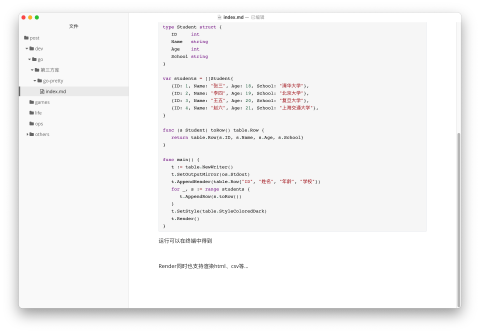 index.md — 已编辑
文件
post
dev
go
第三方库
go-pretty
index.md
games
life
ops
others
type Student struct {
ID int
Name string
Age int
School string
}
var students = []Student{
{ID: 1, Name: "张三", Age: 18, School: "清华大学"},
{ID: 2, Name: "李四", Age: 19, School: "北京大学"},
{ID: 3, Name: "王五", Age: 20, School: "复旦大学"},
{ID: 4, Name: "赵六", Age: 21, School: "上海交通大学"},
}
func (s Student) toRow() table.Row {
return table.Row{s.ID, s.Name, s.Age, s.School}
}
func main() {
t := table.NewWriter()
t.SetOutputMirror(os.Stdout)
t.AppendHeader(table.Row{"ID", "姓名", "年龄", "学校"})
for _, s := range students {
t.AppendRow(s.toRow())
}
t.SetStyle(table.StyleColoredDark)
t.Render()
}
运行可以在终端中得到
Render同时也支持渲染html、csv等...